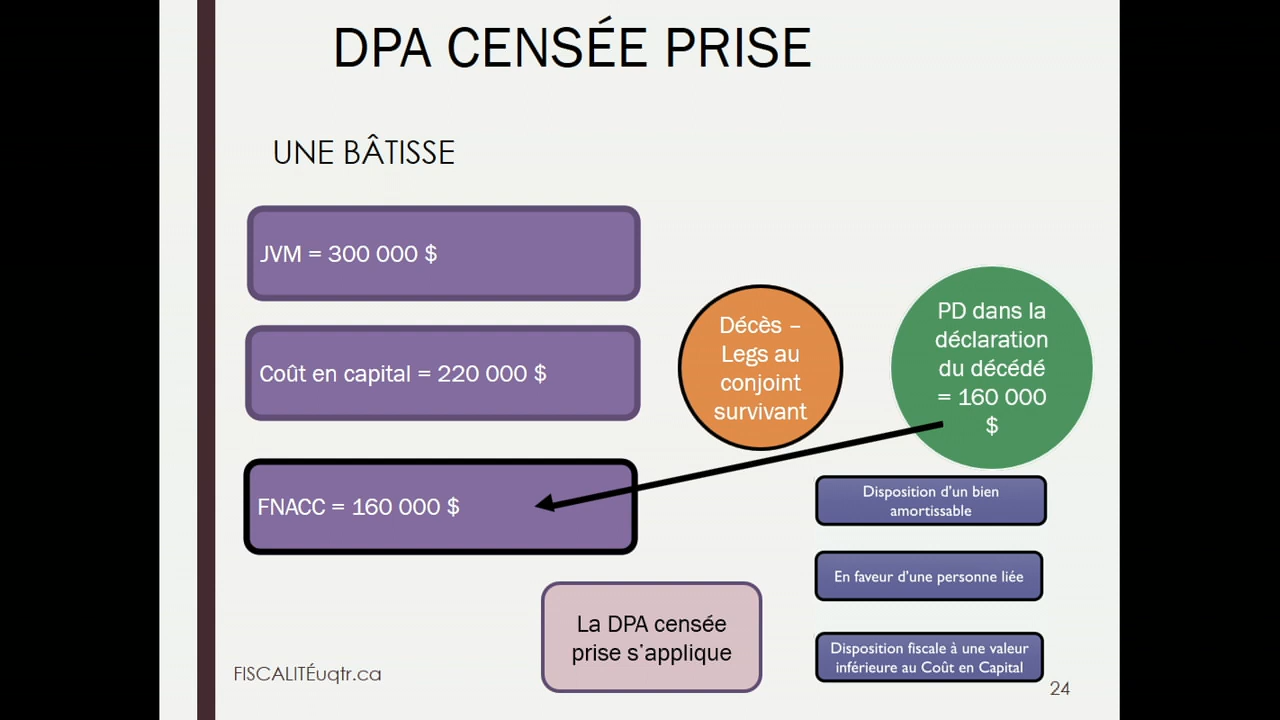 DPA CENSÉE PRISE
UNE BÂTISSE
JVM = 300 000 $
Coût en capital = 220 000 $
FNACC = 160 000 $
Décès –
Legs au
conjoint
survivant
PD dans la
déclaration
du décédé
= 160 000
$
Disposition d'un bien
amortissable
En faveur d'une personne liée
Disposition fiscale à une valeur
inférieure au Coût en Capital
La DPA censée
prise s'applique
FISCALITÉuqtr.ca
24